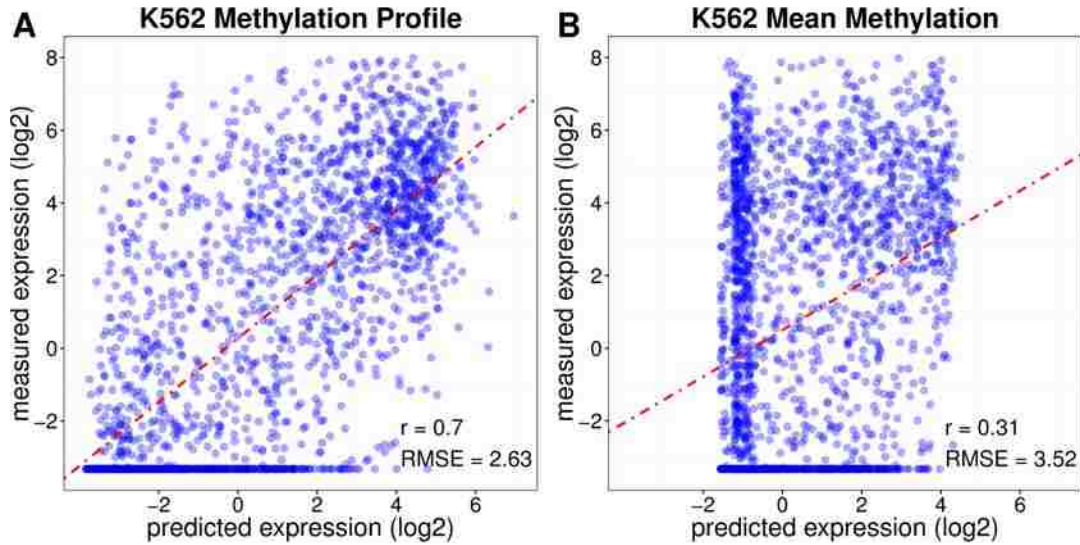 A K562 Methylation Profile
measured expression (log2)
8
6
4
2
0
−2
r = 0.7
RMSE = 2.63
−2 0 2 4 6
predicted expression (log2)
B K562 Mean Methylation
measured expression (log2)
8
6
4
2
0
−2
r = 0.31
RMSE = 3.52
−2 0 2 4 6
predicted expression (log2)